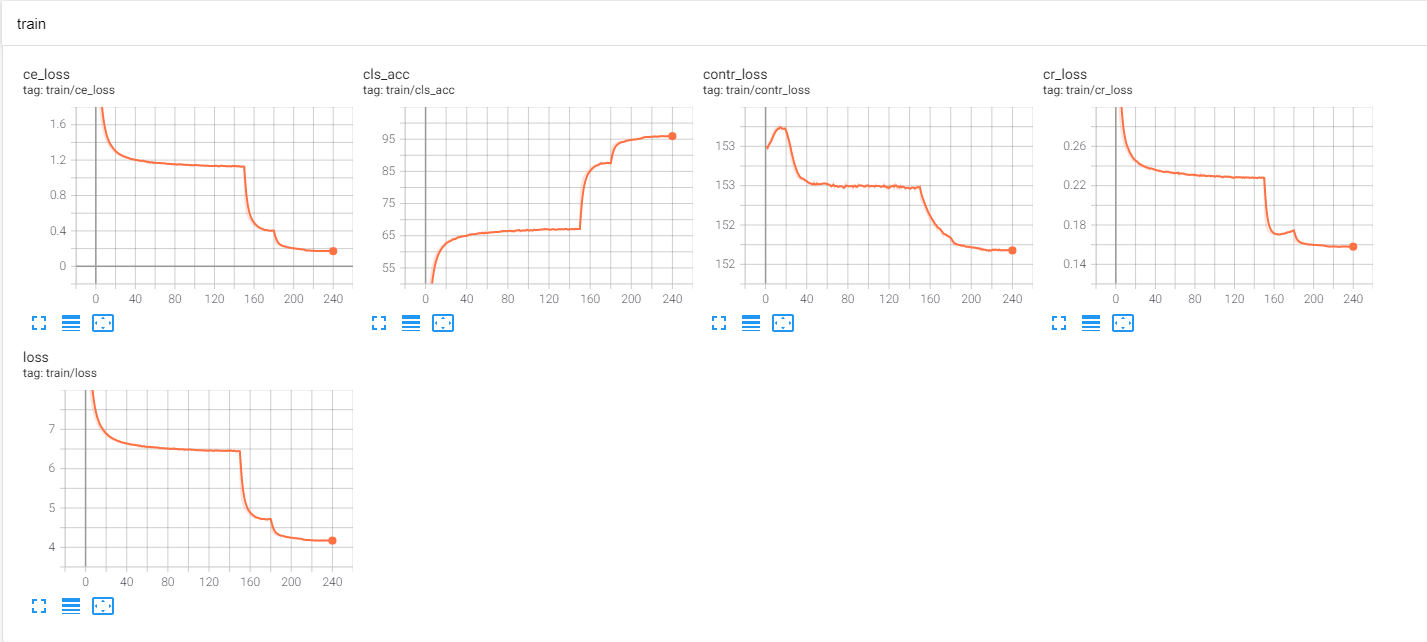 train
ce_loss
tag: train/ce_loss
1.6
1.2
0.8
0.4
0
0 40 80 120 160 200 240
cls_acc
tag: train/cls_acc
95
85
75
65
55
0 40 80 120 160 200 240
contr_loss
tag: train/contr_loss
153
153
152
152
0 40 80 120 160 200 240
cr_loss
tag: train/cr_loss
0.26
0.22
0.18
0.14
0 40 80 120 160 200 240
loss
tag: train/loss
7
6
5
4
0 40 80 120 160 200 240